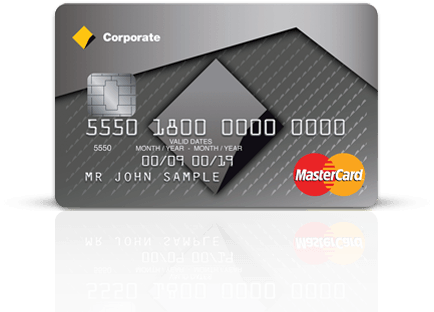 Corporate
5550 1800 0000 0000
VALID DATES
5550 MONTH / YEAR - MONTH / YEAR
00/09 00/19
MR JOHN SAMPLE
MasterCard